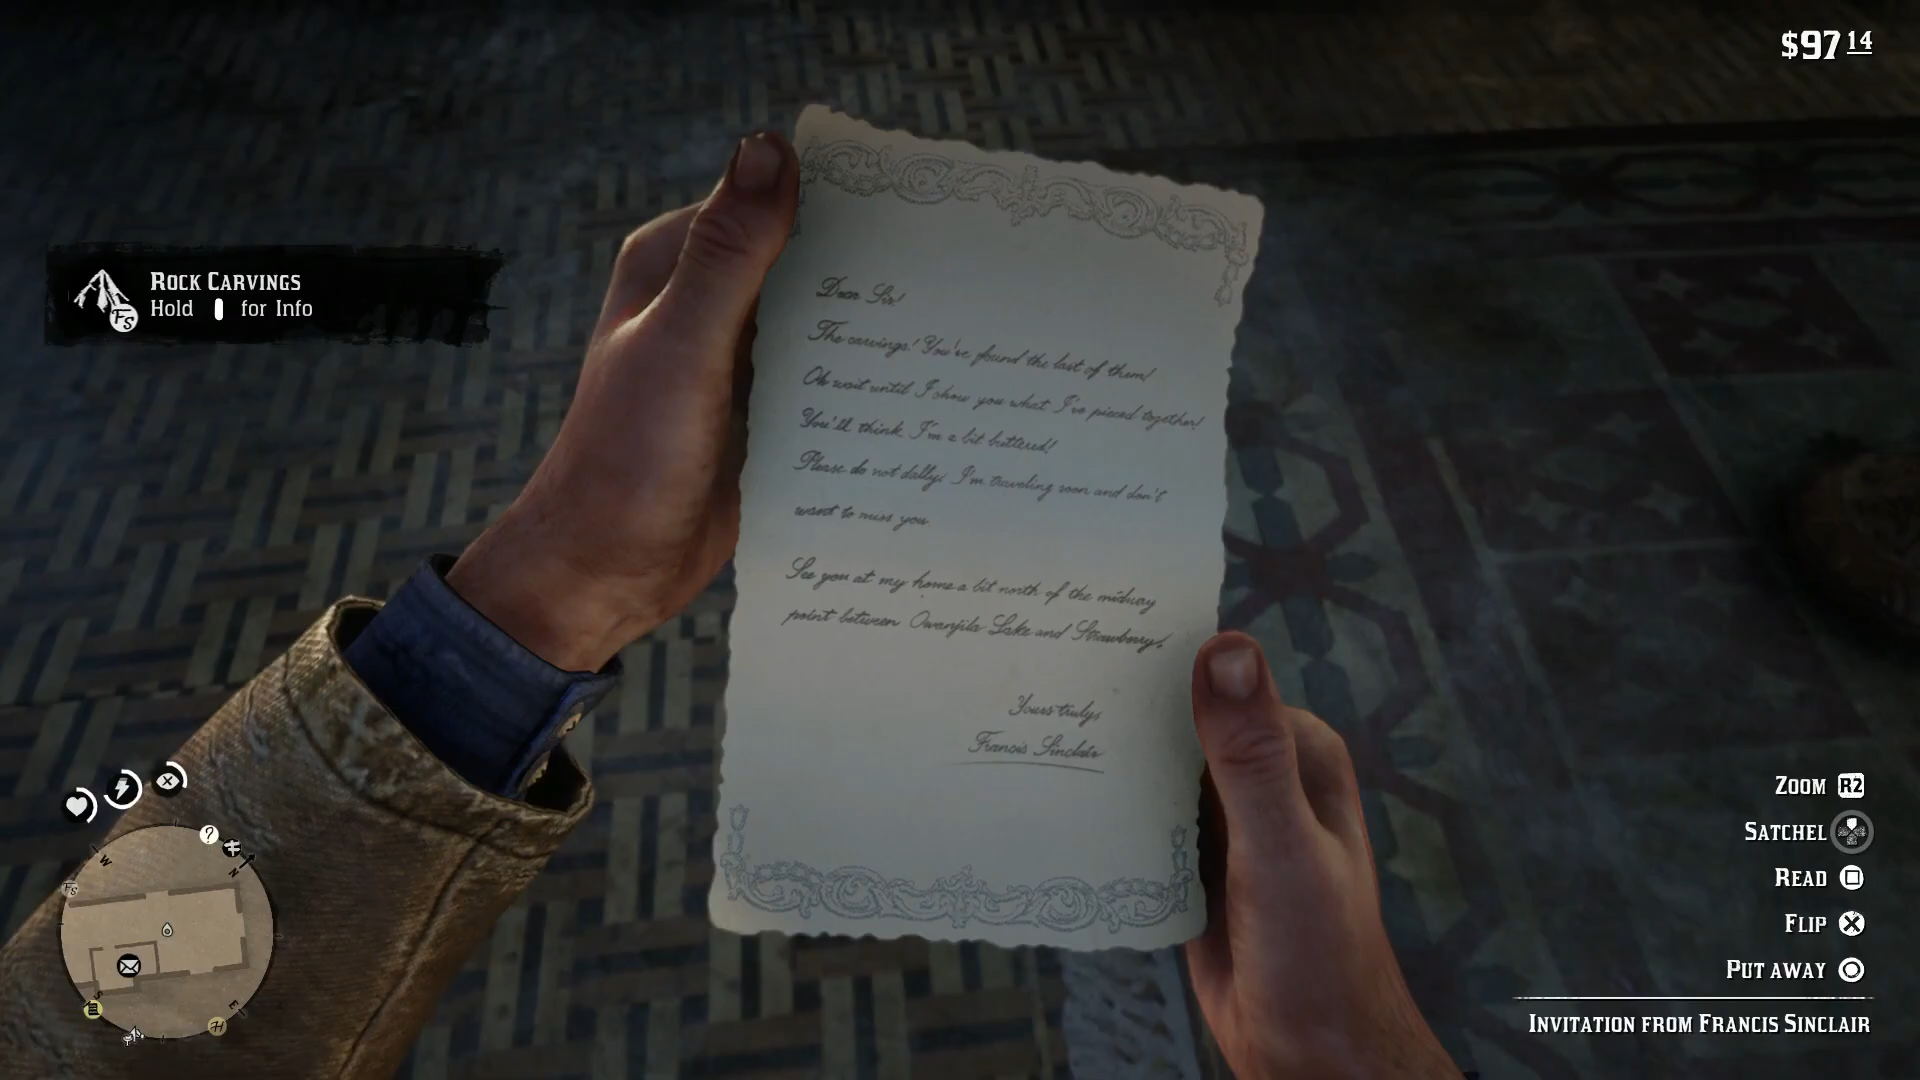 $97 14
ROCK CARVINGS
Hold for Info
FS
Dear Sir!
The carvings! You've found the last of them!
Oh wait until I show you what I've pieced together!
You'll think I'm a bit buttered!
Please do not dally, I'm traveling soon and don't
want to miss you.
See you at my home a bit north of the midway
point between Owanjila Lake and Strawberry!
Yours truly,
Francis Sinclair
ZOOM R2
SATCHEL
READ
FLIP
PUT AWAY
INVITATION FROM FRANCIS SINCLAIR
?
W
N
FS
S
E
H